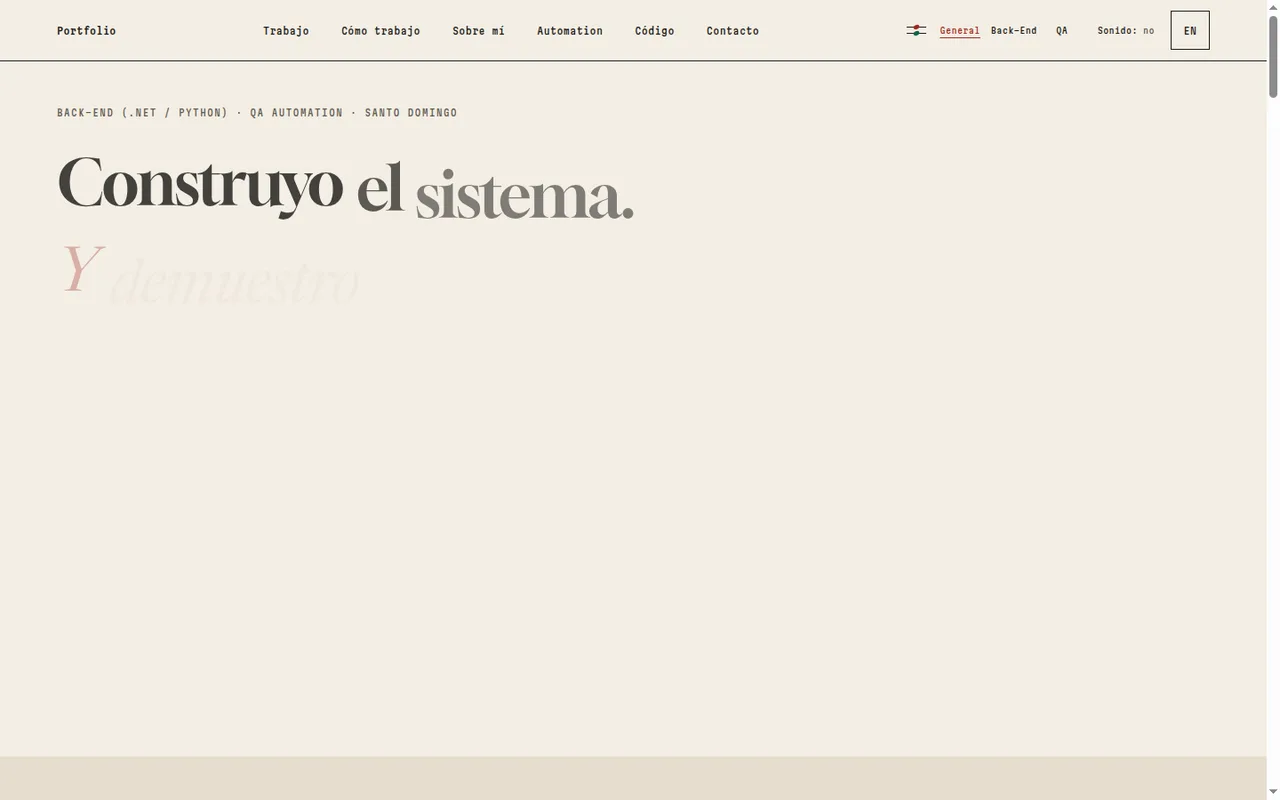 Portfolio
Trabajo
Cómo trabajo
Sobre mí
Automation
Código
Contacto
General
Back-End
QA
Sonido: no
EN
BACK-END (.NET / PYTHON) · QA AUTOMATION · SANTO DOMINGO
Construyo el sistema.
Y demuestro